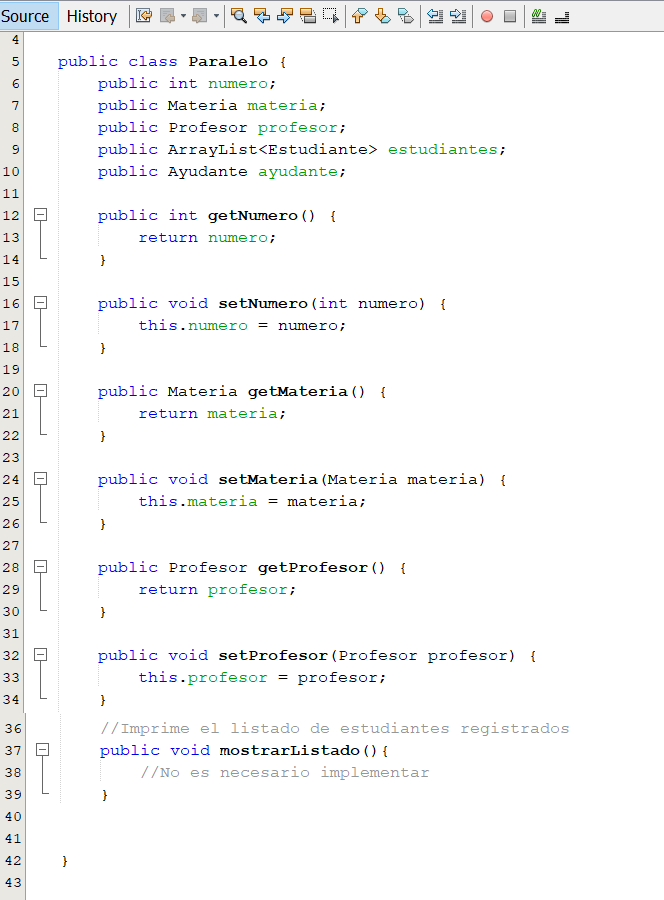 Source History
4
5 public class Paralelo {
6 public int numero;
7 public Materia materia;
8 public Profesor profesor;
9 public ArrayList<Estudiante> estudiantes;
10 public Ayudante ayudante;
11
12 public int getNumero() {
13 return numero;
14 }
15
16 public void setNumero(int numero) {
17 this.numero = numero;
18 }
19
20 public Materia getMateria() {
21 return materia;
22 }
23
24 public void setMateria(Materia materia) {
25 this.materia = materia;
26 }
27
28 public Profesor getProfesor() {
29 return profesor;
30 }
31
32 public void setProfesor(Profesor profesor) {
33 this.profesor = profesor;
34 }
36 //Imprime el listado de estudiantes registrados
37 public void mostrarListado(){
38 //No es necesario implementar
39 }
40
41
42 }
43